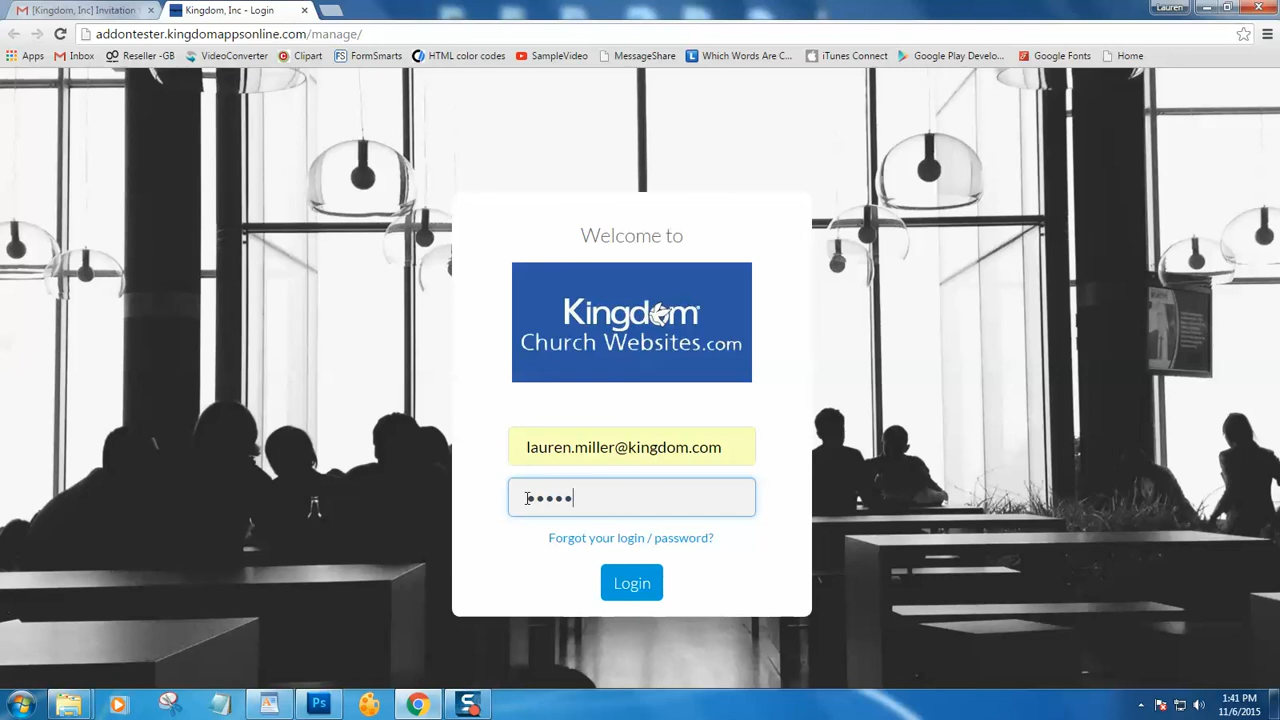 [Kingdom, Inc] Invitation
Kingdom, Inc - Login
Lauren
addontester.kingdomappsonline.com/manage/
Apps
Inbox
Reseller -GB
VideoConverter
Clipart
FS FormSmarts
HTML color codes
SampleVideo
MessageShare
L Which Words Are C...
iTunes Connect
Google Play Develo...
Google Fonts
Home
Welcome to
Kingdom
Church Websites.com
lauren.miller@kingdom.com
•••••
Forgot your login / password?
Login
Ps
S
1:41 PM
11/6/2015